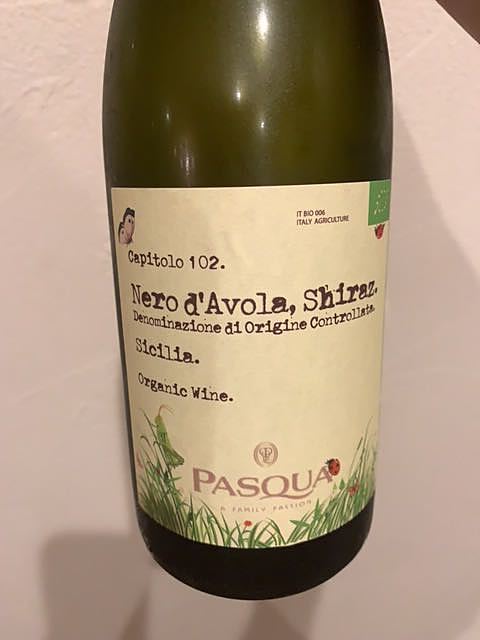 IT BIO 006
ITALY AGRICULTURE
Capitolo 102.
Nero d'Avola, Shiraz.
Denominazione di Origine Controllata.
Sicilia.
Organic Wine.
PASQUA
A FAMILY PASSION